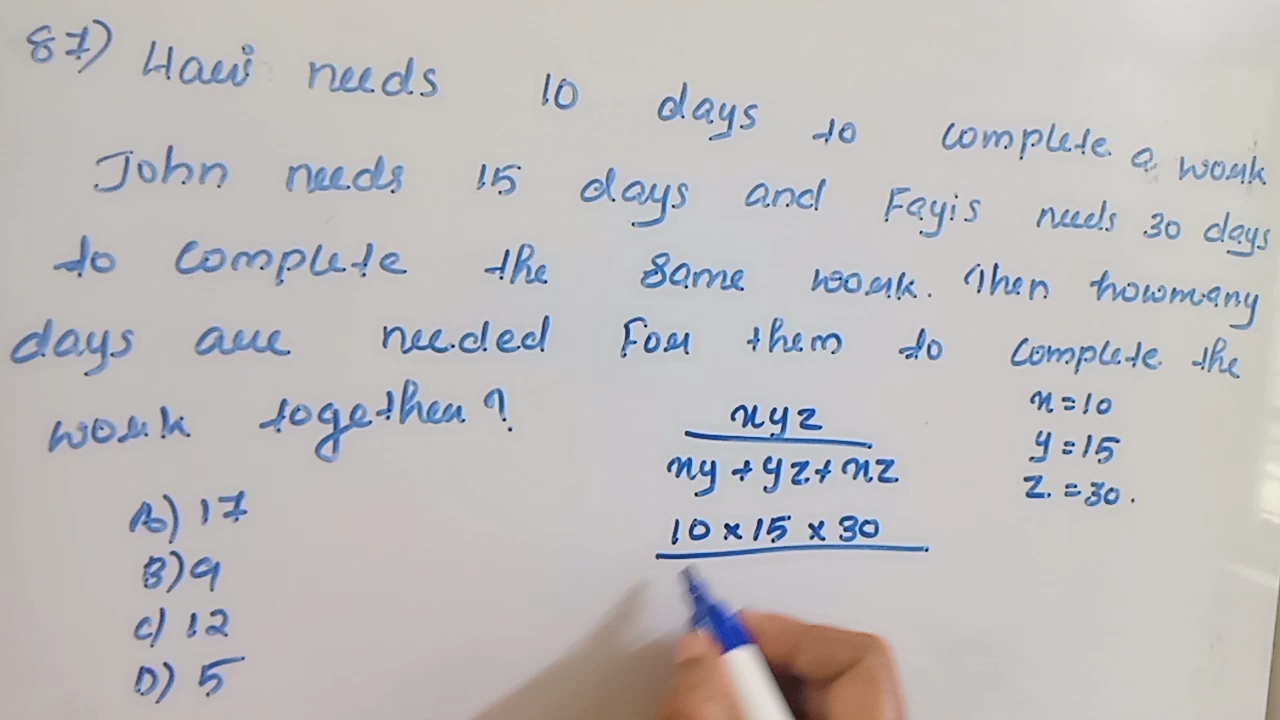 87) Hari needs 10 days to complete a work
John needs 15 days and Fayis needs 30 days
to complete the same work. Then howmany
days are needed For them to complete the
work together?
xyz
xy + yz + xz
10 x 15 x 30
x = 10
y = 15
z = 30.
A) 17
B) 9
C) 12
D) 5